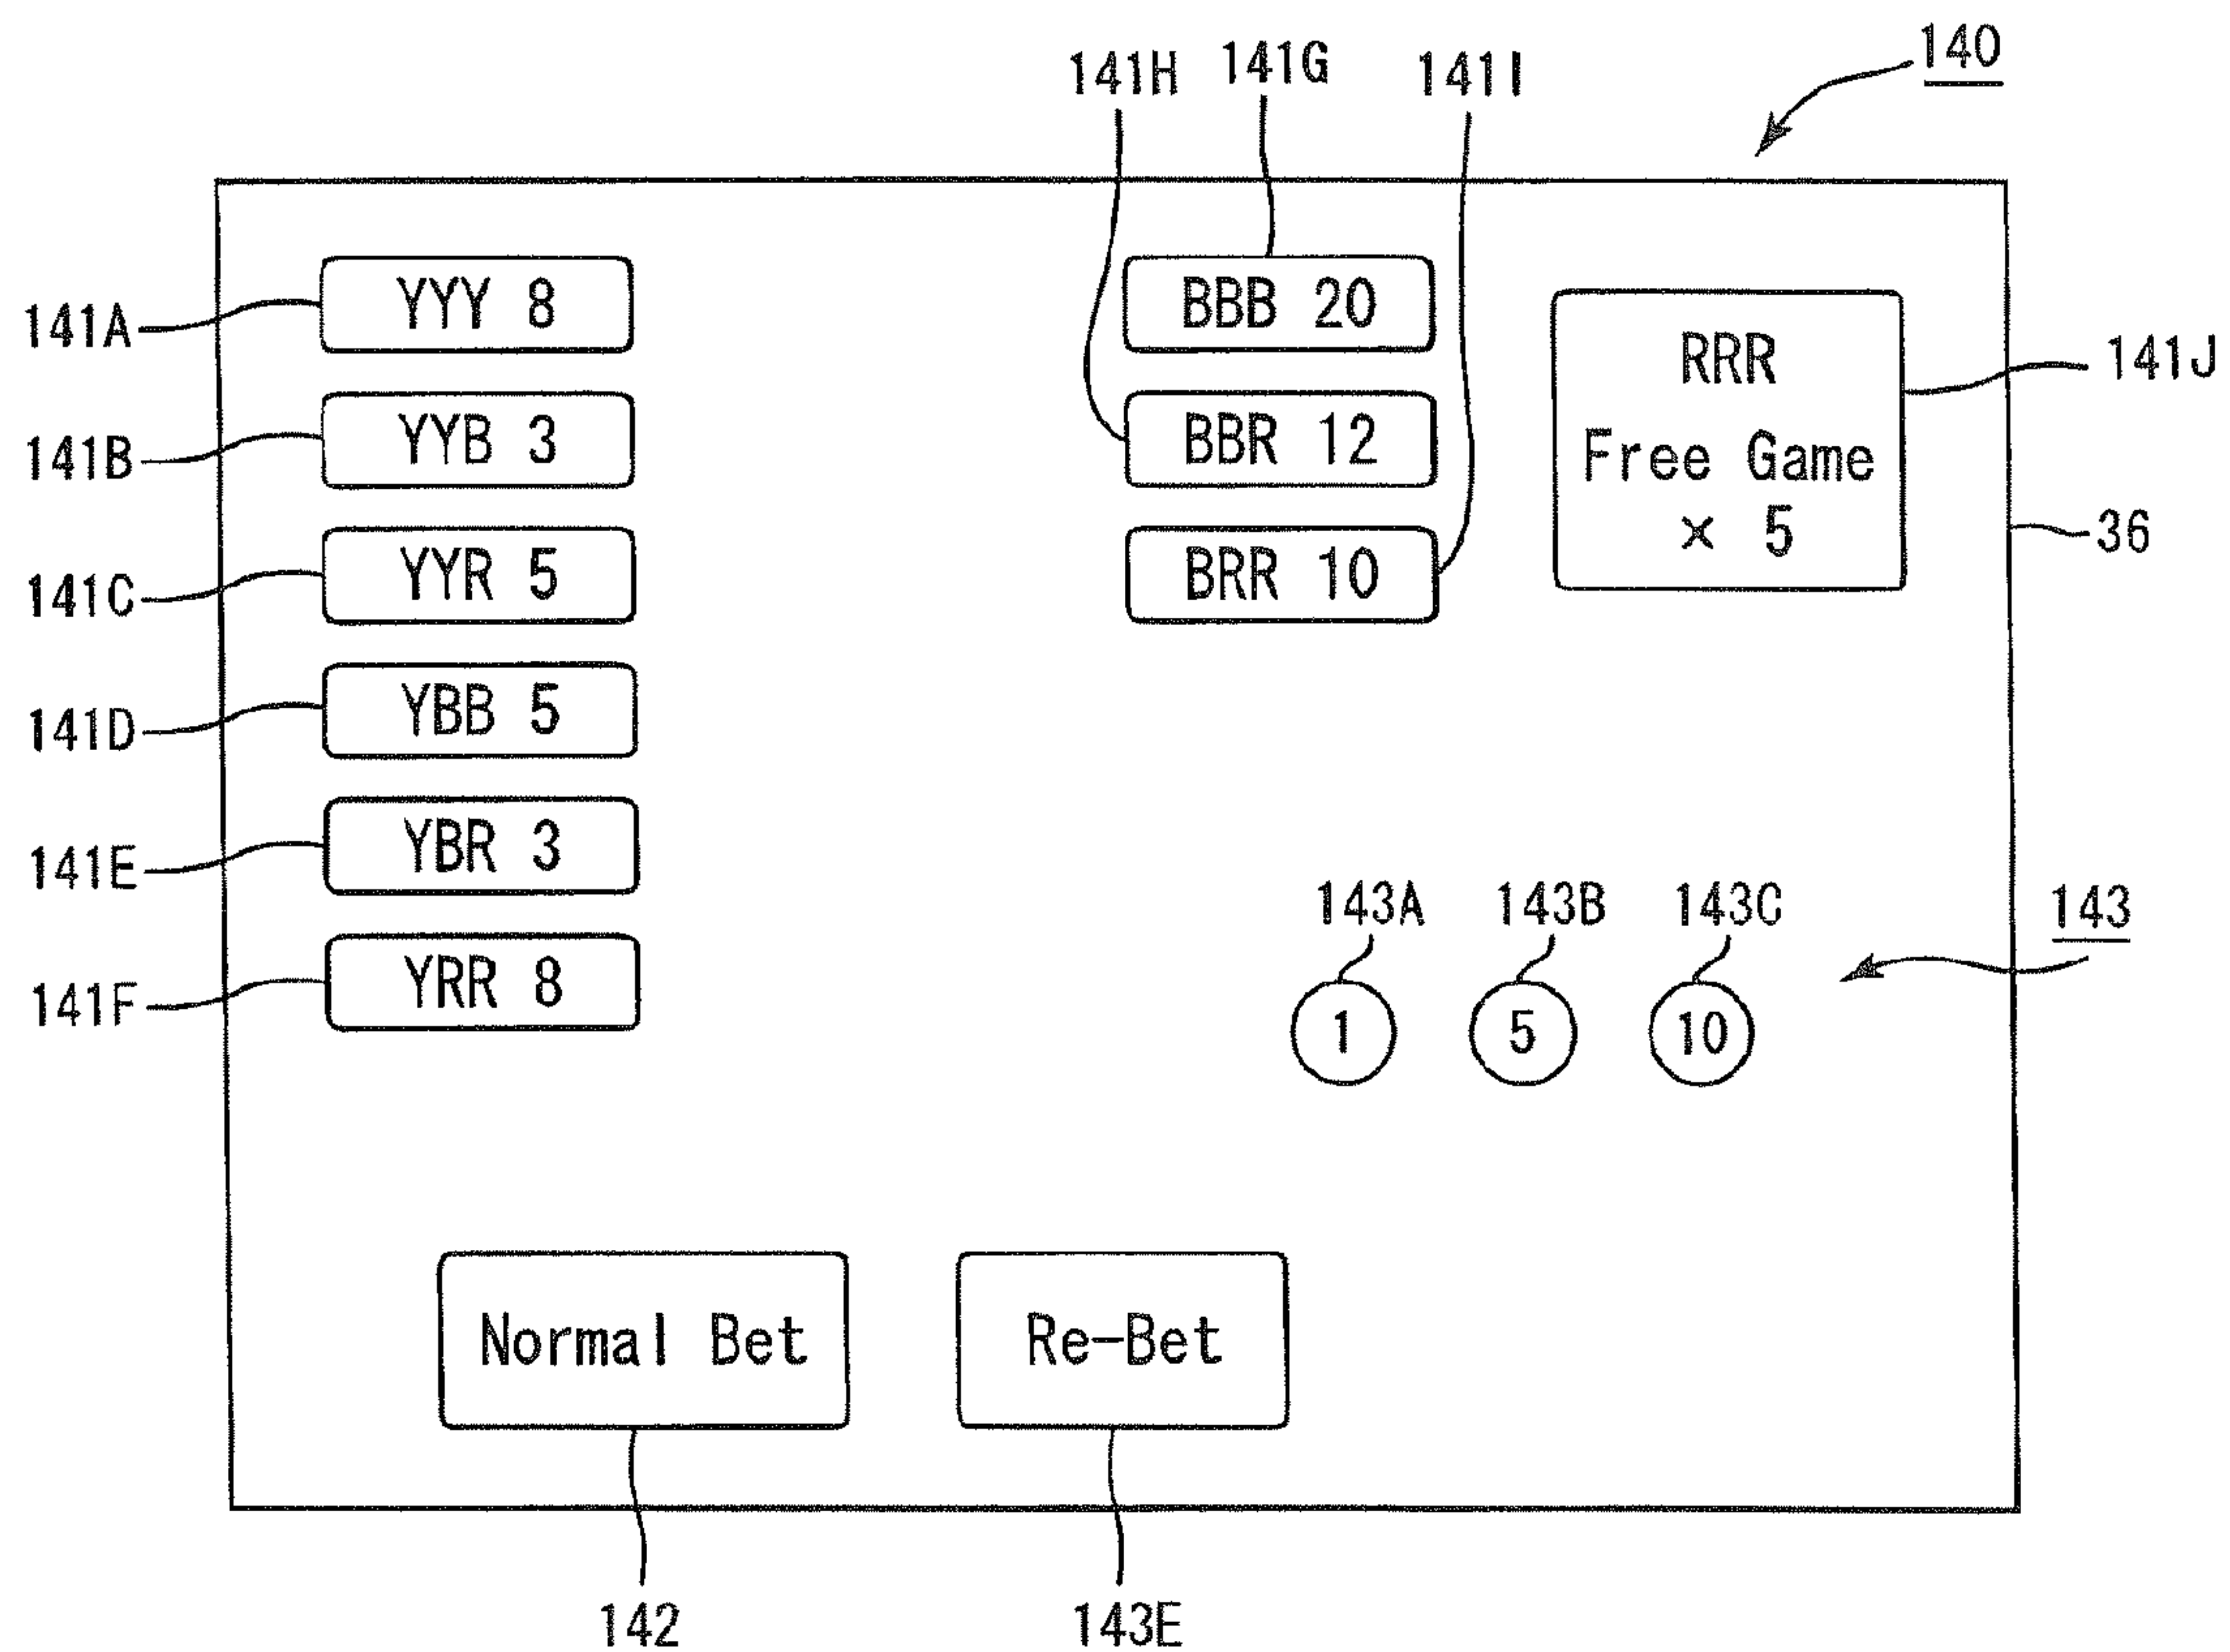 140
141H
141G
141I
141A
YYY 8
BBB 20
RRR
Free Game
× 5
141J
141B
YYB 3
BBR 12
141C
YYR 5
BRR 10
36
141D
YBB 5
141E
YBR 3
141F
YRR 8
143A
143B
143C
143
1
5
10
Normal Bet
Re-Bet
142
143E